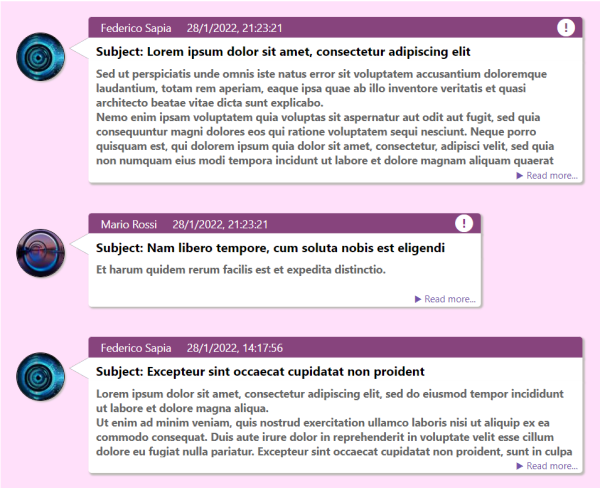 Federico Sapia 28/1/2022, 21:23:21 !
Subject: Lorem ipsum dolor sit amet, consectetur adipiscing elit
Sed ut perspiciatis unde omnis iste natus error sit voluptatem accusantium doloremque
laudantium, totam rem aperiam, eaque ipsa quae ab illo inventore veritatis et quasi
architecto beatae vitae dicta sunt explicabo.
Nemo enim ipsam voluptatem quia voluptas sit aspernatur aut odit aut fugit, sed quia
consequuntur magni dolores eos qui ratione voluptatem sequi nesciunt. Neque porro
quisquam est, qui dolorem ipsum quia dolor sit amet, consectetur, adipisci velit, sed quia
non numquam eius modi tempora incidunt ut labore et dolore magnam aliquam quaerat
▶ Read more...
Mario Rossi 28/1/2022, 21:23:21 !
Subject: Nam libero tempore, cum soluta nobis est eligendi
Et harum quidem rerum facilis est et expedita distinctio.
▶ Read more...
Federico Sapia 28/1/2022, 14:17:56
Subject: Excepteur sint occaecat cupidatat non proident
Lorem ipsum dolor sit amet, consectetur adipiscing elit, sed do eiusmod tempor incididunt
ut labore et dolore magna aliqua.
Ut enim ad minim veniam, quis nostrud exercitation ullamco laboris nisi ut aliquip ex ea
commodo consequat. Duis aute irure dolor in reprehenderit in voluptate velit esse cillum
dolore eu fugiat nulla pariatur. Excepteur sint occaecat cupidatat non proident, sunt in culpa
▶ Read more...